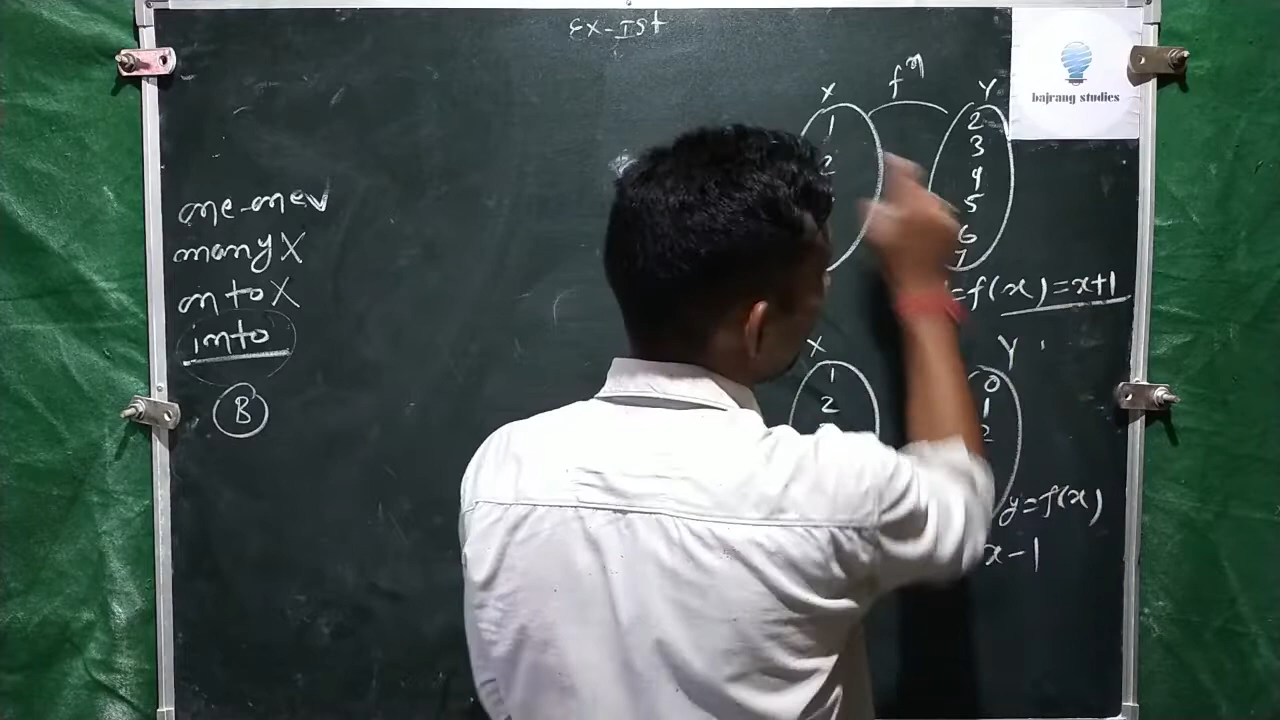 Ex-Ist
bajrang studies
one-one✓
many X
onto X
into
B
X fⁿ Y
1
2
2
3
4
5
6
7
=f(x)=x+1
X Y
1
2
0
1
2
y=f(x)
x-1